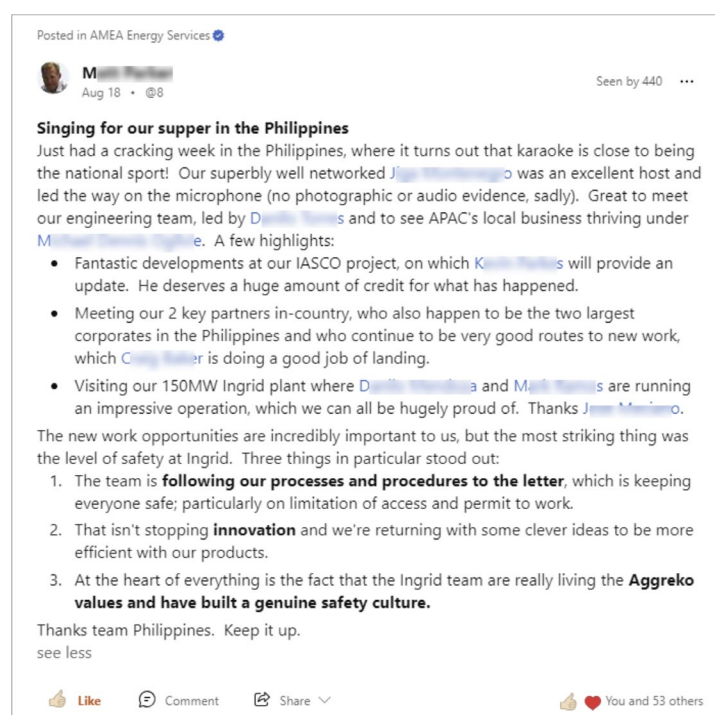 Posted in AMEA Energy Services
M
Aug 18 • @8
Seen by 440 •••
Singing for our supper in the Philippines
Just had a cracking week in the Philippines, where it turns out that karaoke is close to being
the national sport! Our superbly well networked J o was an excellent host and
led the way on the microphone (no photographic or audio evidence, sadly). Great to meet
our engineering team, led by D s and to see APAC's local business thriving under
M e. A few highlights:
• Fantastic developments at our IASCO project, on which K s will provide an
update. He deserves a huge amount of credit for what has happened.
• Meeting our 2 key partners in-country, who also happen to be the two largest
corporates in the Philippines and who continue to be very good routes to new work,
which C r is doing a good job of landing.
• Visiting our 150MW Ingrid plant where D a and M s are running
an impressive operation, which we can all be hugely proud of. Thanks J o.
The new work opportunities are incredibly important to us, but the most striking thing was
the level of safety at Ingrid. Three things in particular stood out:
1. The team is following our processes and procedures to the letter, which is keeping
everyone safe; particularly on limitation of access and permit to work.
2. That isn't stopping innovation and we're returning with some clever ideas to be more
efficient with our products.
3. At the heart of everything is the fact that the Ingrid team are really living the Aggreko
values and have built a genuine safety culture.
Thanks team Philippines. Keep it up.
see less
Like Comment Share You and 53 others